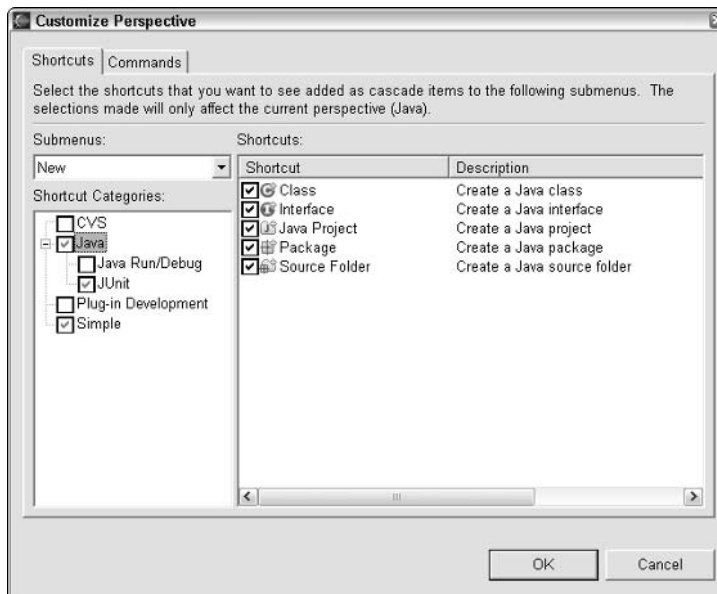 Customize Perspective
Shortcuts Commands
Select the shortcuts that you want to see added as cascade items to the following submenus. The
selections made will only affect the current perspective (Java).
Submenus:
New
Shortcut Categories:
CVS
Java
Java Run/Debug
JUnit
Plug-in Development
Simple
Shortcuts:
Shortcut Description
Class Create a Java class
Interface Create a Java interface
Java Project Create a Java project
Package Create a Java package
Source Folder Create a Java source folder
OK Cancel